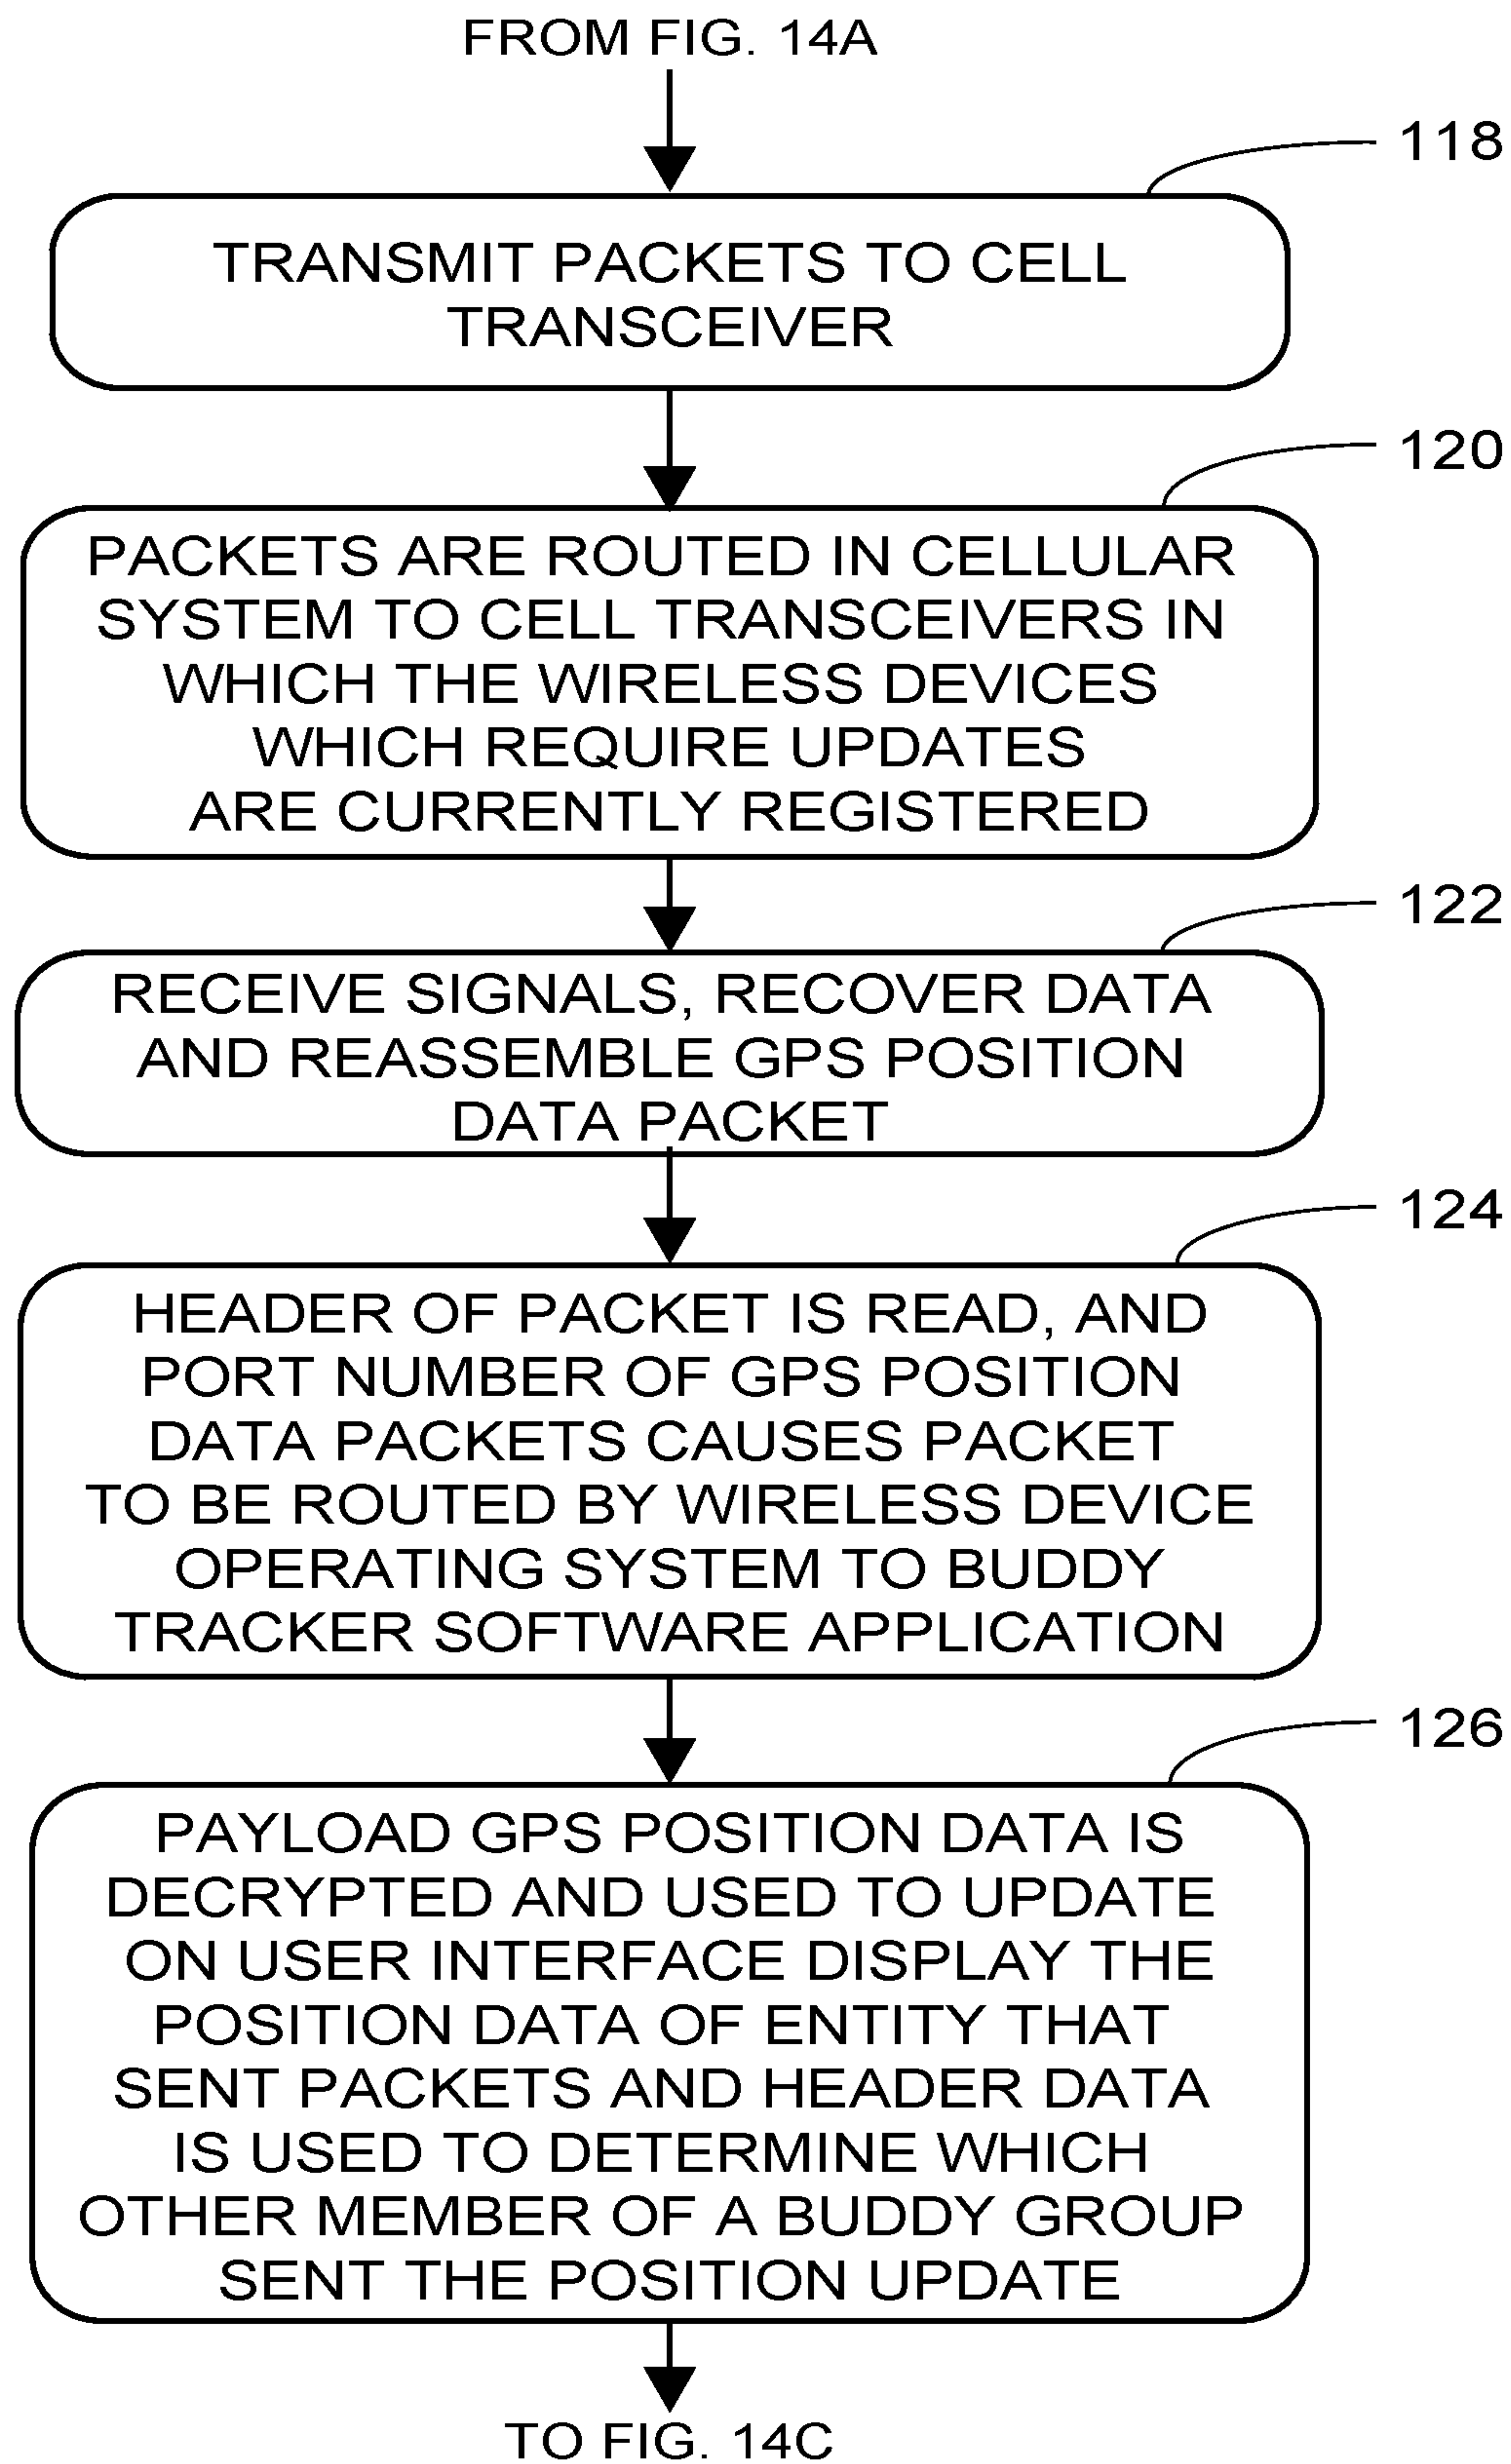 FROM FIG. 14A
118
TRANSMIT PACKETS TO CELL
TRANSCEIVER
120
PACKETS ARE ROUTED IN CELLULAR
SYSTEM TO CELL TRANSCEIVERS IN
WHICH THE WIRELESS DEVICES
WHICH REQUIRE UPDATES
ARE CURRENTLY REGISTERED
122
RECEIVE SIGNALS, RECOVER DATA
AND REASSEMBLE GPS POSITION
DATA PACKET
124
HEADER OF PACKET IS READ, AND
PORT NUMBER OF GPS POSITION
DATA PACKETS CAUSES PACKET
TO BE ROUTED BY WIRELESS DEVICE
OPERATING SYSTEM TO BUDDY
TRACKER SOFTWARE APPLICATION
126
PAYLOAD GPS POSITION DATA IS
DECRYPTED AND USED TO UPDATE
ON USER INTERFACE DISPLAY THE
POSITION DATA OF ENTITY THAT
SENT PACKETS AND HEADER DATA
IS USED TO DETERMINE WHICH
OTHER MEMBER OF A BUDDY GROUP
SENT THE POSITION UPDATE
TO FIG. 14C